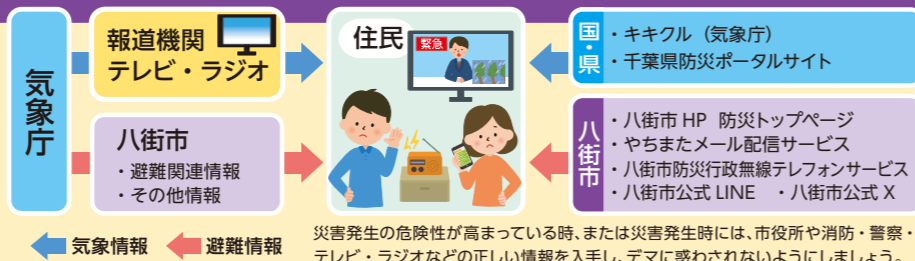 気象庁
報道機関
テレビ・ラジオ
八街市
・避難関連情報
・その他情報
住民
緊急
国・県
・キキクル（気象庁）
・千葉県防災ポータルサイト
八街市
・八街市 HP 防災トップページ
・やちまたメール配信サービス
・八街市防災行政無線テレフォンサービス
・八街市公式 LINE ・八街市公式 X
気象情報 避難情報
災害発生の危険性が高まっている時、または災害発生時には、市役所や消防・警察・
テレビ・ラジオなどの正しい情報を入手し、デマに惑わされないようにしましょう。